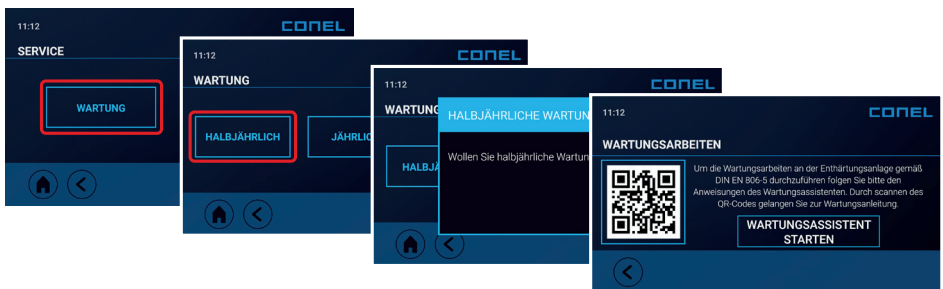 11:12
CONEL
SERVICE
WARTUNG
11:12
CONEL
WARTUNG
HALBJÄHRLICH
JÄHRLIC
11:12
CONEL
WARTUNG
HALBJÄ
HALBJÄHRLICHE WARTUN
Wollen Sie halbjährliche Wartun
11:12
CONEL
WARTUNGSARBEITEN
Um die Wartungsarbeiten an der Enthärtungsanlage gemäß
DIN EN 806-5 durchzuführen folgen Sie bitte den
Anweisungen des Wartungsassistenten. Durch scannen des
QR-Codes gelangen Sie zur Wartungsanleitung.
WARTUNGSASSISTENT
STARTEN